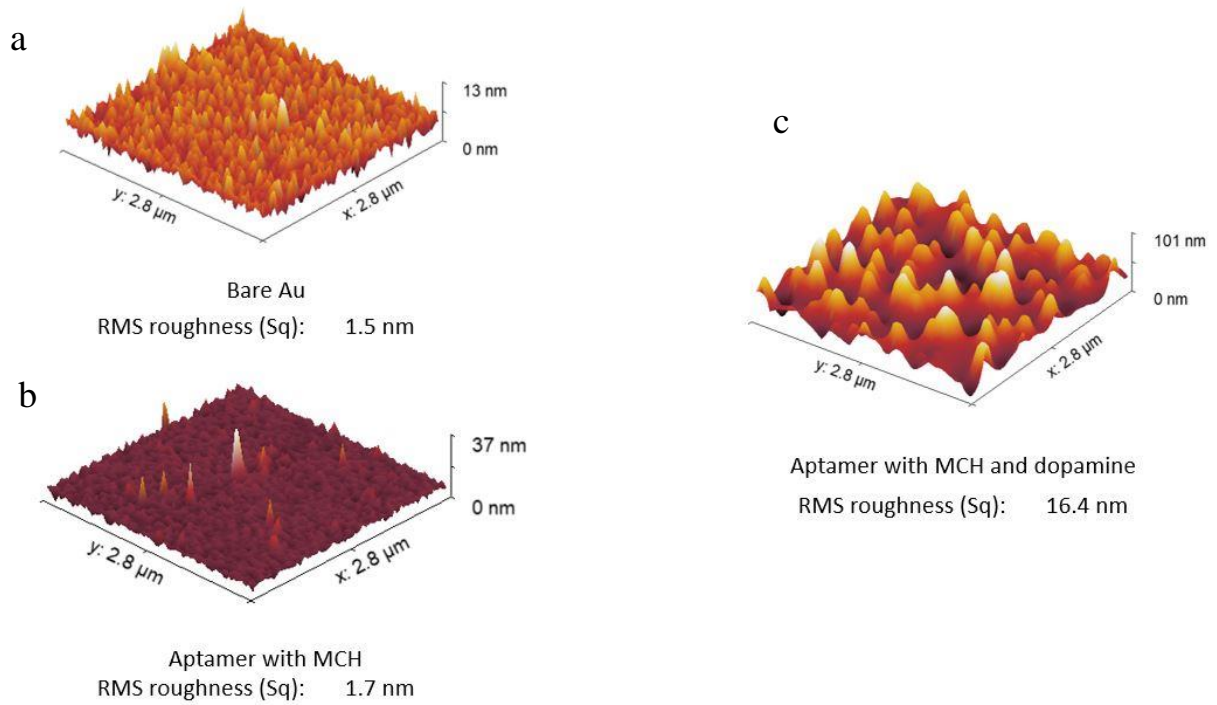 a
13 nm
0 nm
y: 2.8 µm
x: 2.8 µm
Bare Au
RMS roughness (Sq): 1.5 nm
b
37 nm
0 nm
y: 2.8 µm
x: 2.8 µm
Aptamer with MCH
RMS roughness (Sq): 1.7 nm
c
101 nm
0 nm
y: 2.8 µm
x: 2.8 µm
Aptamer with MCH and dopamine
RMS roughness (Sq): 16.4 nm